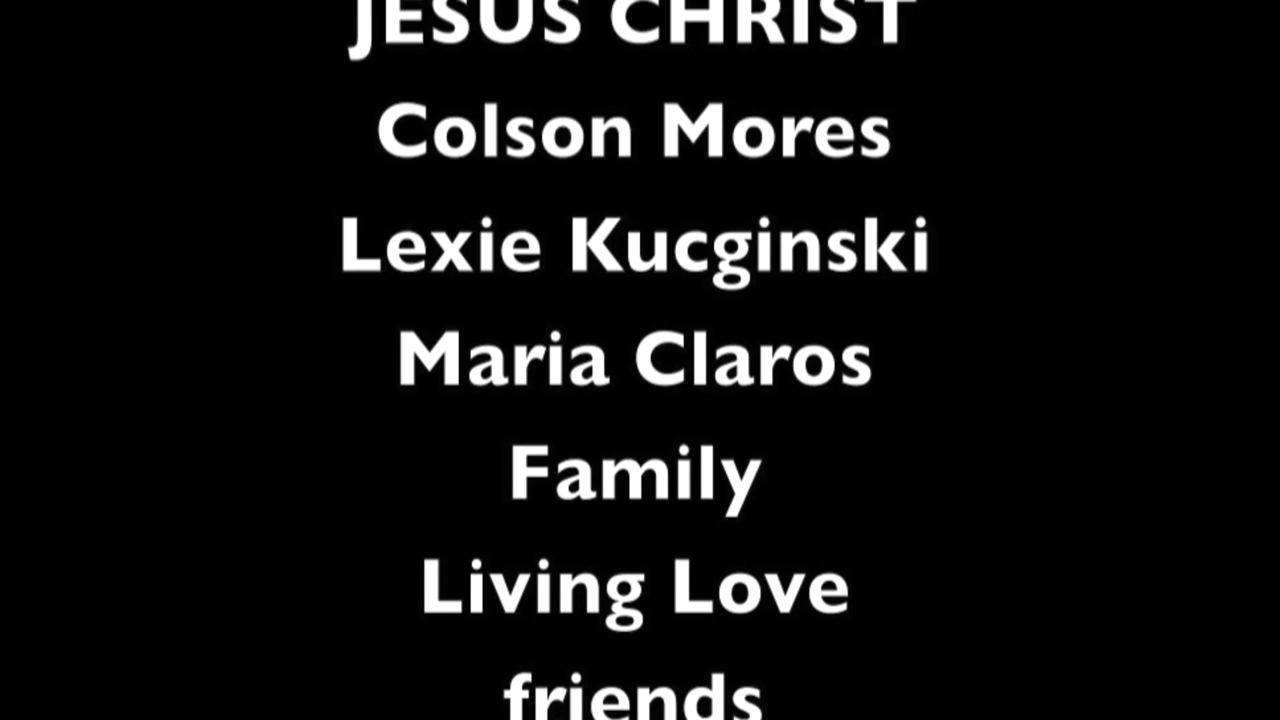 JESUS CHRIST
Colson Mores
Lexie Kucginski
Maria Claros
Family
Living Love
friends